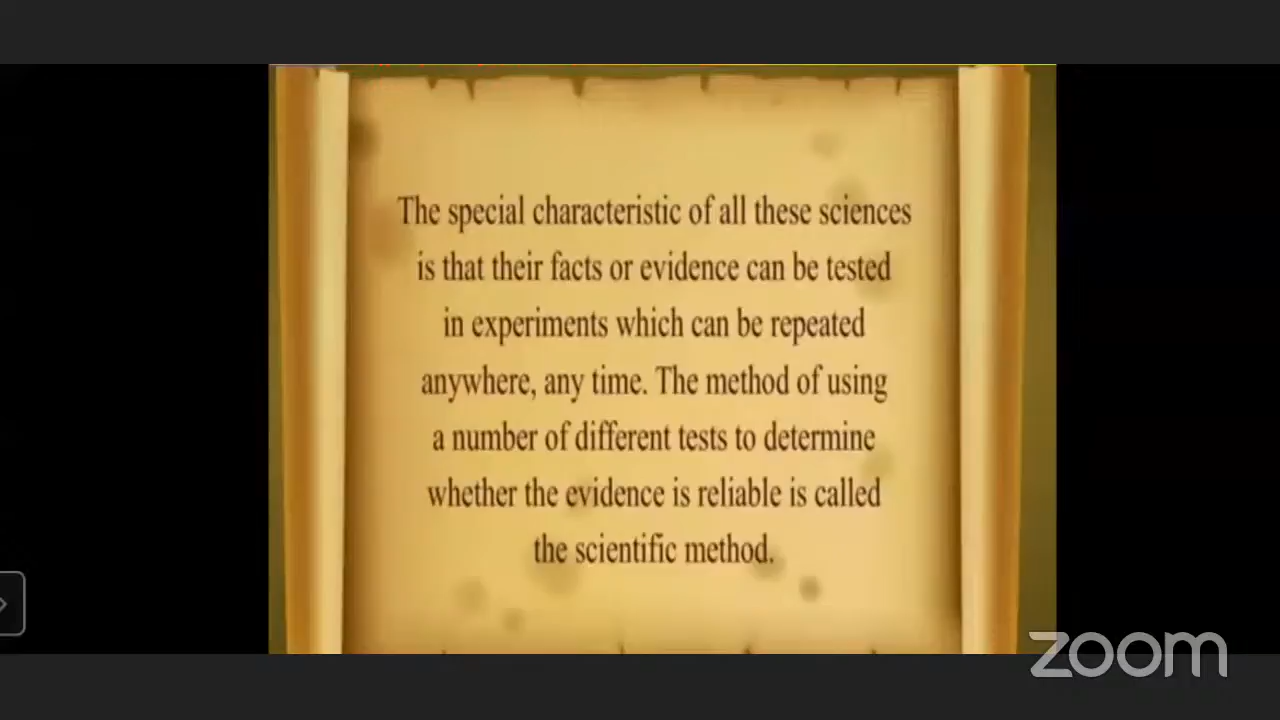 The special characteristic of all these sciences
is that their facts or evidence can be tested
in experiments which can be repeated
anywhere, any time. The method of using
a number of different tests to determine
whether the evidence is reliable is called
the scientific method.
zoom